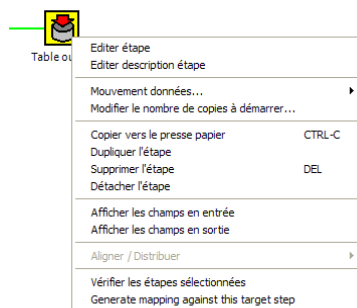 Table ou
Editer étape
Editer description étape
Mouvement données...
Modifier le nombre de copies à démarrer...
Copier vers le presse papier CTRL-C
Dupliquer l'étape
Supprimer l'étape DEL
Détacher l'étape
Afficher les champs en entrée
Afficher les champs en sortie
Aligner / Distribuer
Vérifier les étapes sélectionnées
Generate mapping against this target step